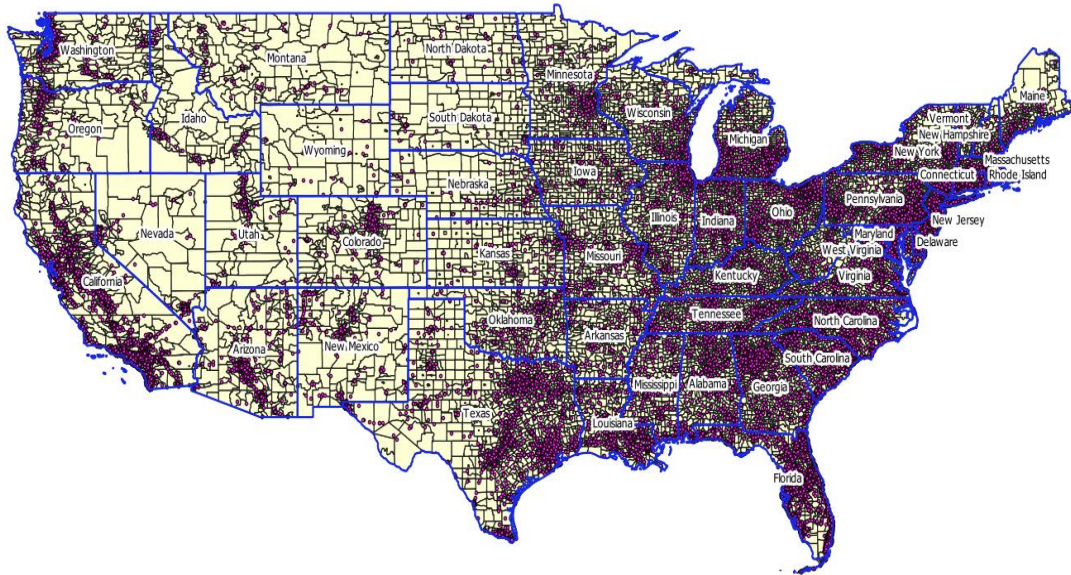 Washington
Montana
North Dakota
Minnesota
Maine
Oregon
Idaho
Wyoming
South Dakota
Wisconsin
Michigan
Vermont
New Hampshire
New York
Massachusetts
Connecticut
Rhode Island
Nebraska
Iowa
Pennsylvania
New Jersey
Nevada
Utah
Colorado
Kansas
Missouri
Illinois
Indiana
Ohio
Maryland
Delaware
West Virginia
Virginia
California
Kentucky
Arizona
New Mexico
Oklahoma
Arkansas
Tennessee
North Carolina
South Carolina
Texas
Louisiana
Mississippi
Alabama
Georgia
Florida